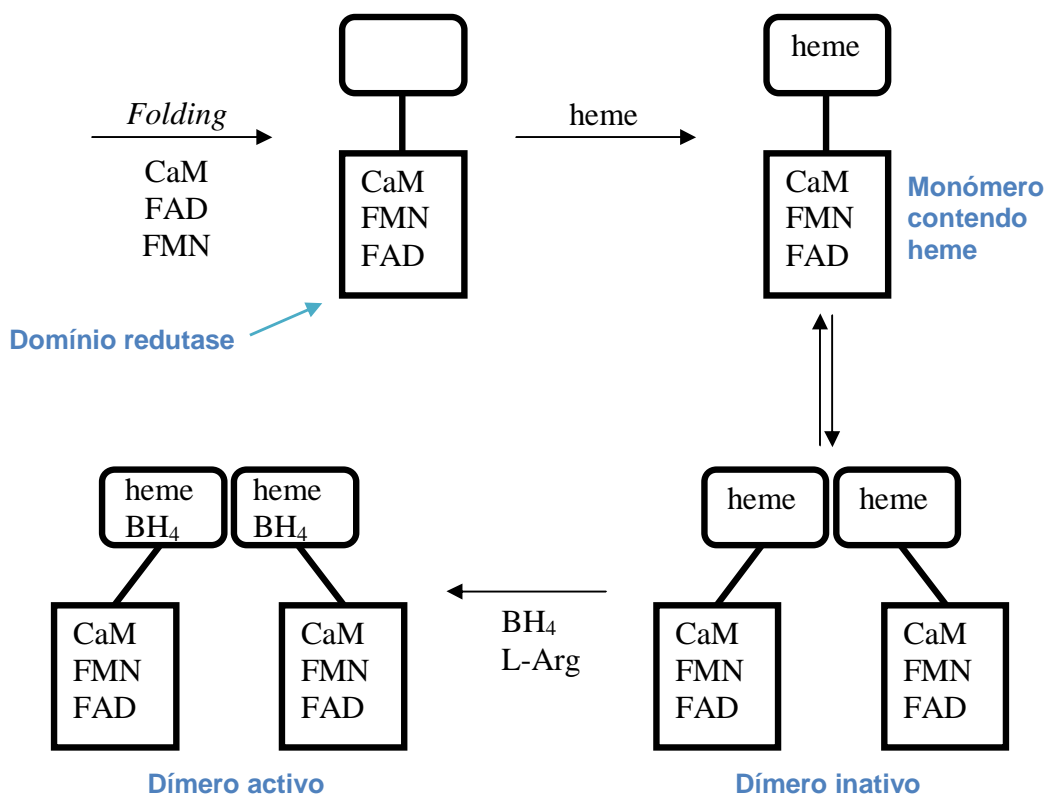 Folding
CaM
FAD
FMN
CaM
FMN
FAD
Domínio redutase
heme
heme
CaM
FMN
FAD
Monómero
contendo
heme
heme
heme
CaM
FMN
FAD
CaM
FMN
FAD
Dímero inativo
BH₄
L-Arg
heme
BH₄
heme
BH₄
CaM
FMN
FAD
CaM
FMN
FAD
Dímero activo